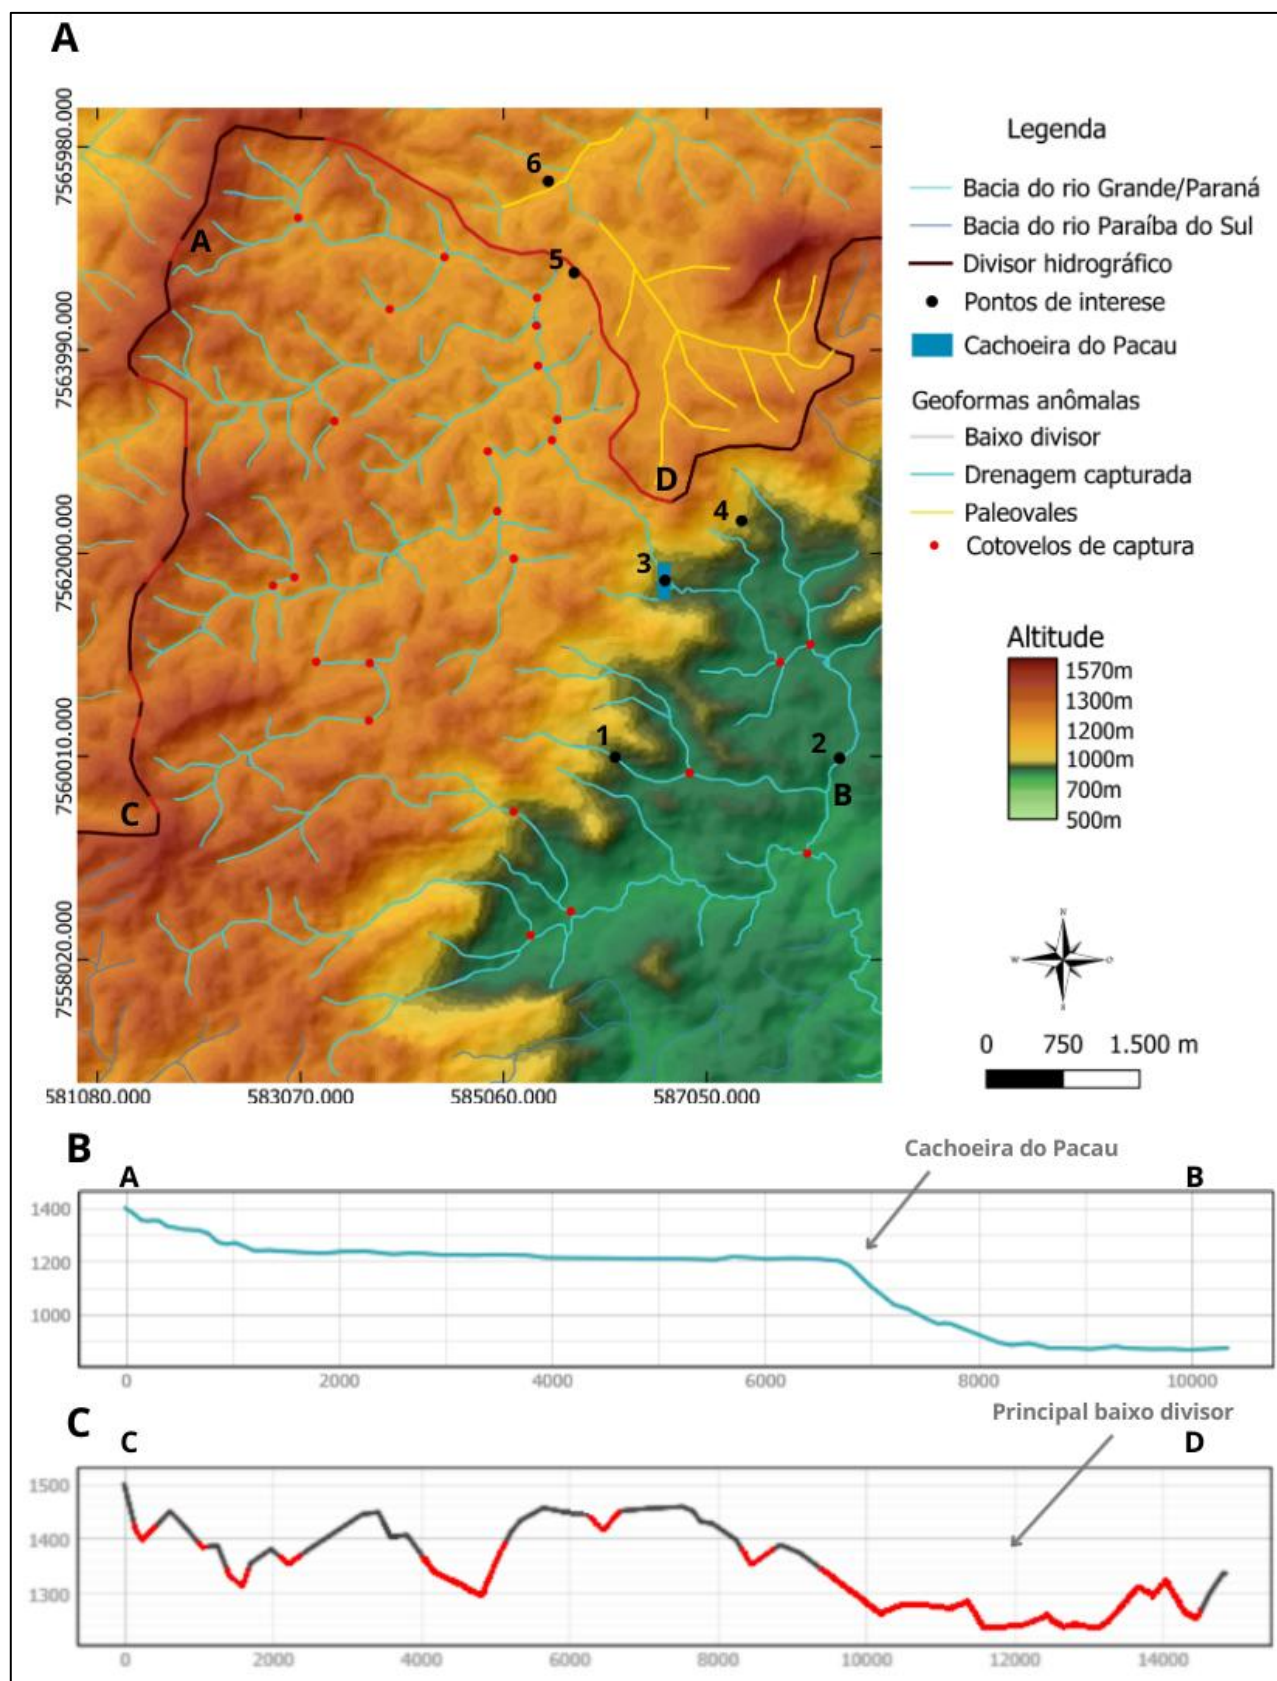 A
Legenda
Bacia do rio Grande/Paraná
Bacia do rio Paraíba do Sul
Divisor hidrográfico
Pontos de interese
Cachoeira do Pacau
Geoformas anômalas
Baixo divisor
Drenagem capturada
Paleovales
Cotovelos de captura
Altitude
1570m
1300m
1200m
1000m
700m
500m
N
W O
S
0 750 1.500 m
7565980.000
7563990.000
7562000.000
7560010.000
7558020.000
581080.000 583070.000 585060.000 587050.000
6
A
5
D
4
3
1
2
B
C
B
Cachoeira do Pacau
A B
1400
1200
1000
0 2000 4000 6000 8000 10000
C
Principal baixo divisor
C D
1500
1400
1300
0 2000 4000 6000 8000 10000 12000 14000